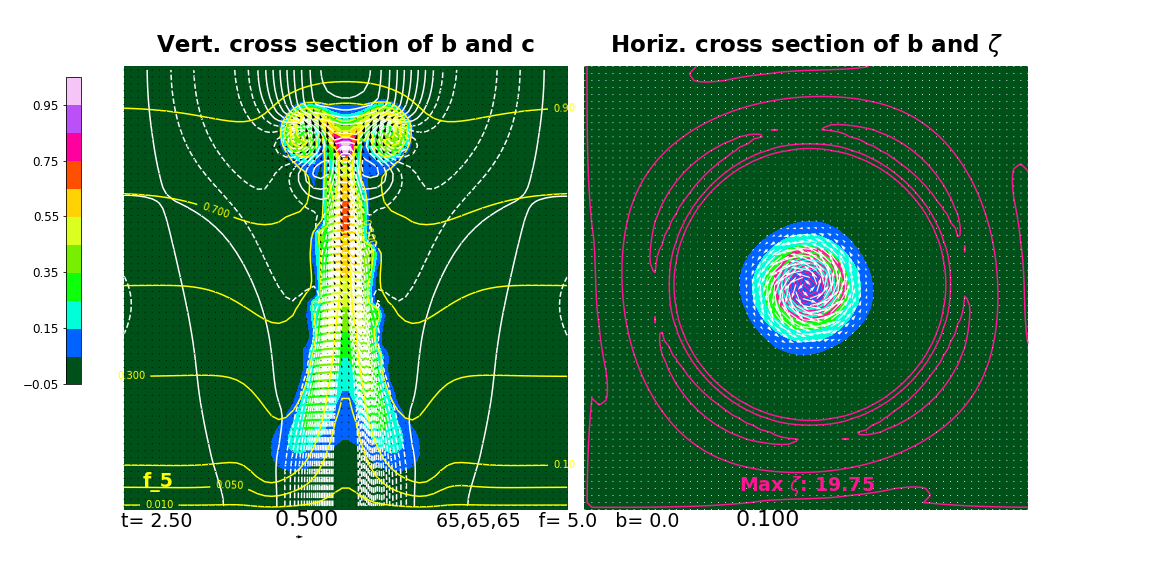 Vert. cross section of b and c
Horiz. cross section of b and ζ
0.95
0.75
0.55
0.35
0.15
−0.05
0.90
0.700
0.300
0.10
0.050
0.010
f_5
Max ζ: 19.75
t= 2.50 0.500 65,65,65 f= 5.0 b= 0.0 0.100